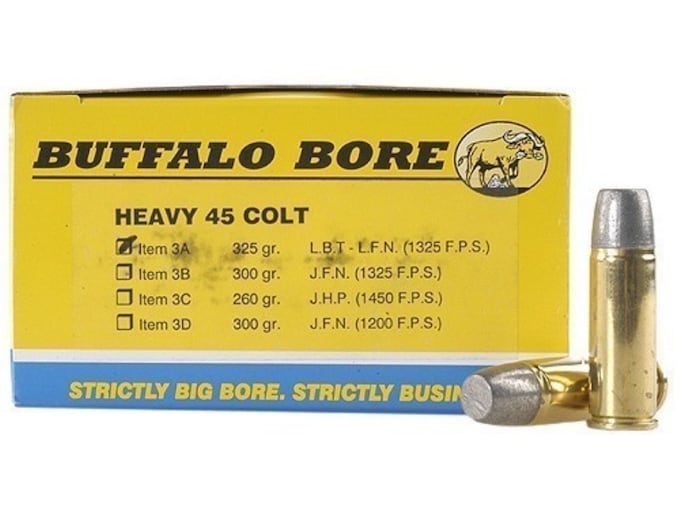 BUFFALO BORE
HEAVY 45 COLT
Item 3A 325 gr. L.B.T - L.F.N. (1325 F.P.S.)
Item 3B 300 gr. J.F.N. (1325 F.P.S.)
Item 3C 260 gr. J.H.P. (1450 F.P.S.)
Item 3D 300 gr. J.F.N. (1200 F.P.S.)
STRICTLY BIG BORE. STRICTLY BUSIN